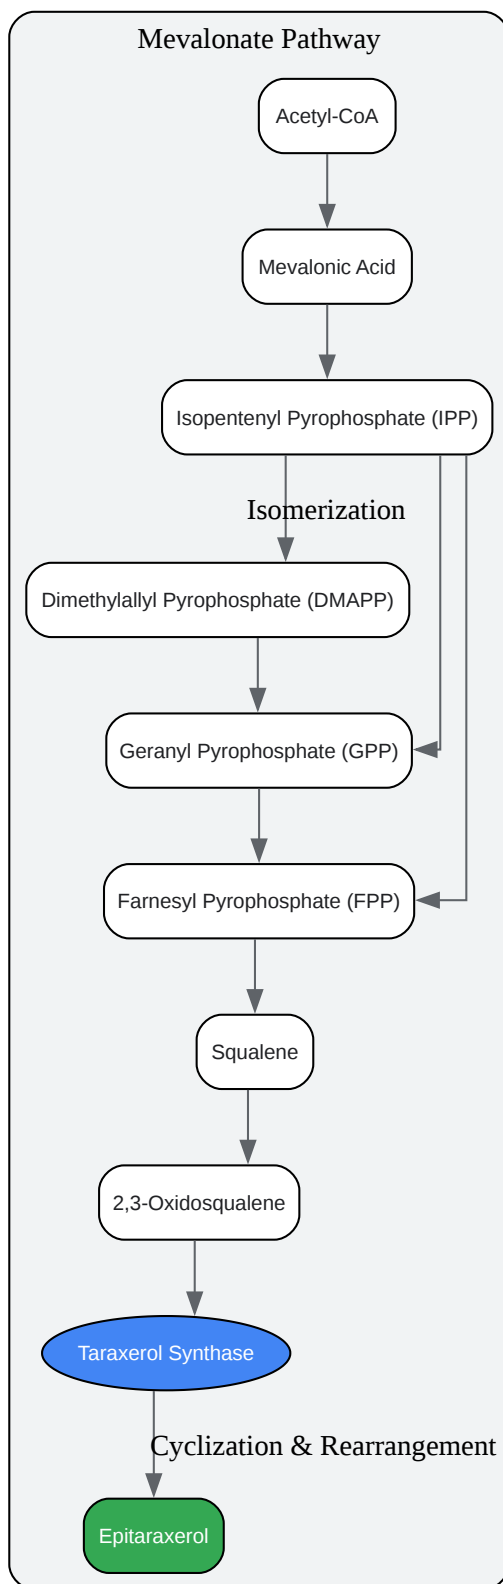 Mevalonate Pathway
Acetyl-CoA
Mevalonic Acid
Isopentenyl Pyrophosphate (IPP)
Isomerization
Dimethylallyl Pyrophosphate (DMAPP)
Geranyl Pyrophosphate (GPP)
Farnesyl Pyrophosphate (FPP)
Squalene
2,3-Oxidosqualene
Taraxerol Synthase
Cyclization & Rearrangement
Epitaraxerol